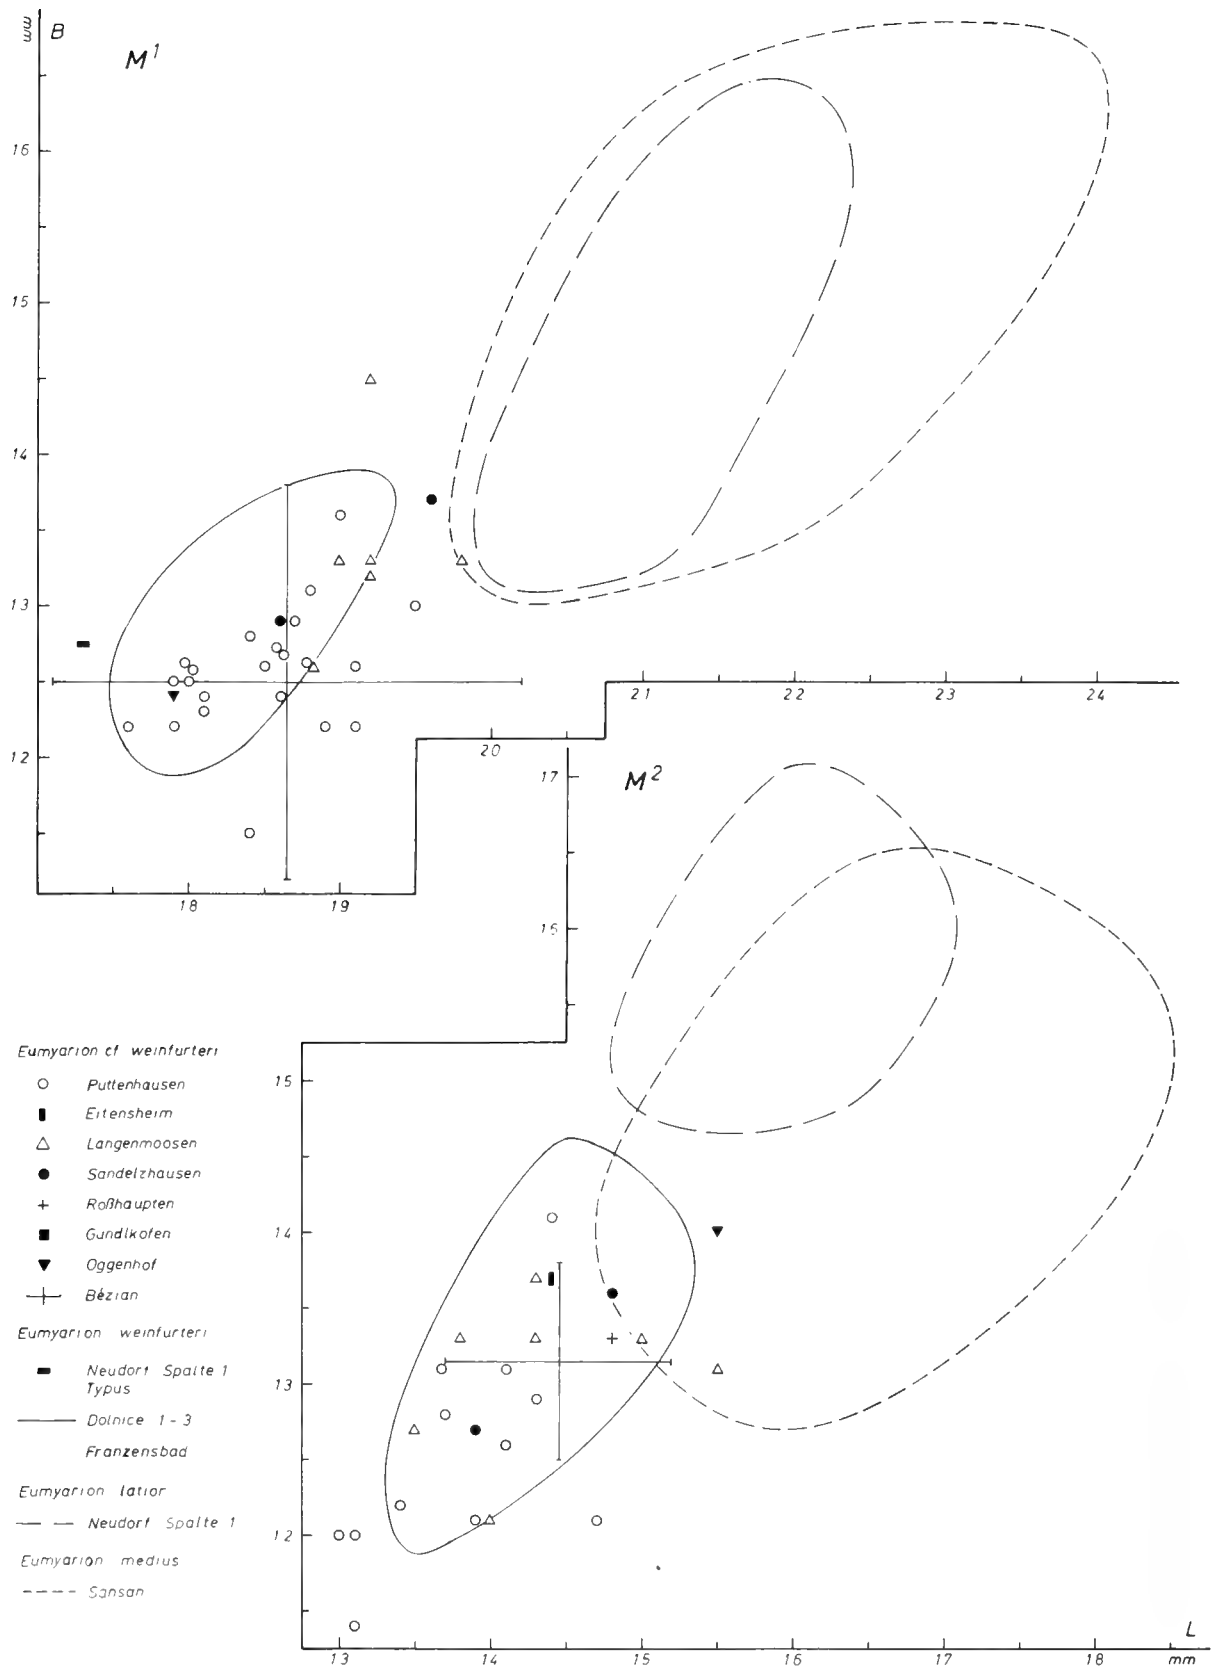 mm B
M¹
16
15
14
13
12
18 19
20
21 22 23 24
M²
17
16
15
14
13
12
13 14 15 16 17 18
L
mm
Eumyarion cf weinfurteri
Puttenhausen
Eitensheim
Langenmoosen
Sandelzhausen
Roßhaupten
Gundlkofen
Oggenhof
Bézian
Eumyarion weinfurteri
Neudorf Spalte 1
Typus
Dolnice 1-3
Franzensbad
Eumyarion latior
Neudorf Spalte 1
Eumyarion medius
Sansan